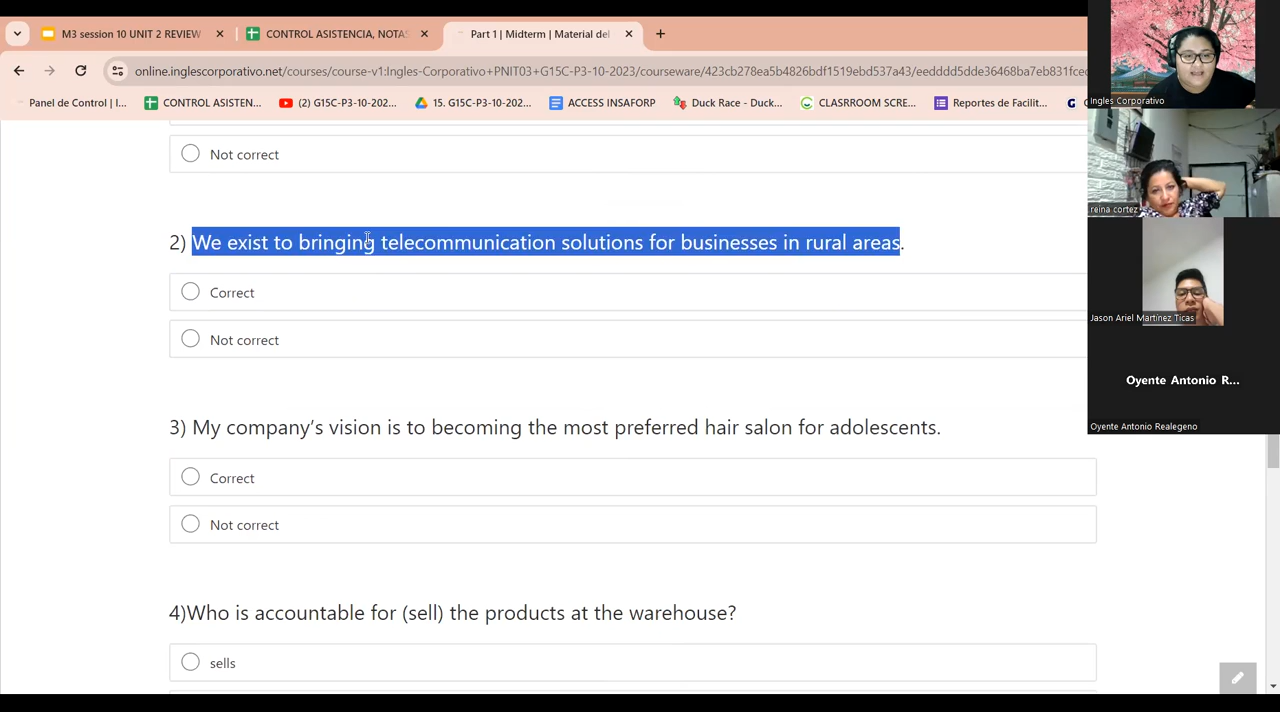 M3 session 10 UNIT 2 REVIEW
CONTROL ASISTENCIA, NOTAS
Part 1 | Midterm | Material del
online.inglescorporativo.net/courses/course-v1:Ingles-Corporativo+PNIT03+G15C-P3-10-2023/courseware/423cb278ea5b4826bdf1519ebd537a43/eedddd5dde36468ba7eb831fced
Panel de Control | I...
CONTROL ASISTEN...
(2) G15C-P3-10-202...
15. G15C-P3-10-202...
ACCESS INSAFORP
Duck Race - Duck...
CLASRROOM SCRE...
Reportes de Facilit...
Ingles Corporativo
Not correct
reina cortez
2) We exist to bringing telecommunication solutions for businesses in rural areas.
Correct
Jason Ariel Martínez Ticas
Not correct
Oyente Antonio R...
Oyente Antonio Realegeno
3) My company’s vision is to becoming the most preferred hair salon for adolescents.
Correct
Not correct
4)Who is accountable for (sell) the products at the warehouse?
sells